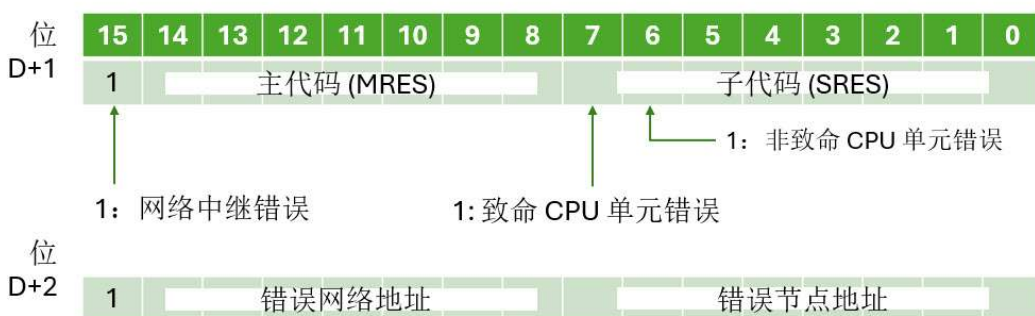 位 15 14 13 12 11 10 9 8 7 6 5 4 3 2 1 0
D+1 1 主代码 (MRES) 子代码 (SRES)
1：非致命 CPU 单元错误
1：网络中继错误 1: 致命 CPU 单元错误
位
D+2 1 错误网络地址 错误节点地址